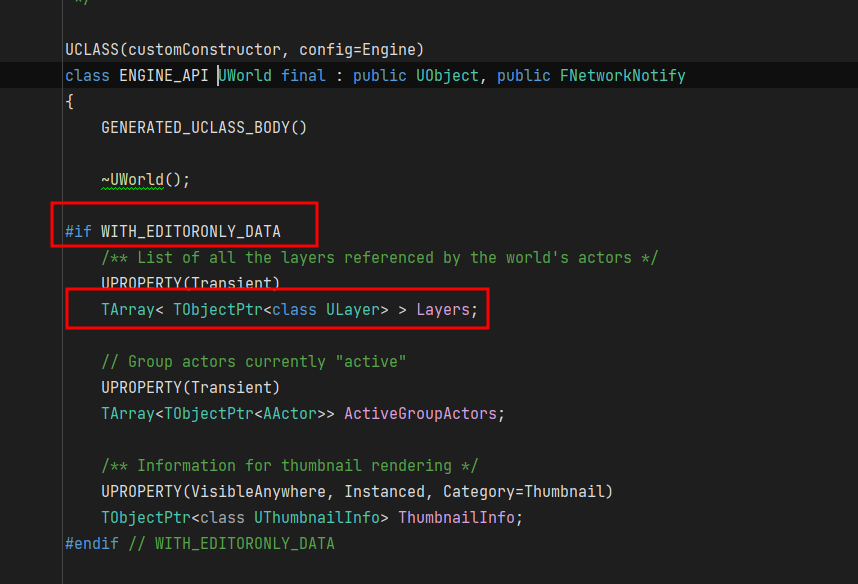 */
UCLASS(customConstructor, config=Engine)
class ENGINE_API UWorld final : public UObject, public FNetworkNotify
{
GENERATED_UCLASS_BODY()
~UWorld();
#if WITH_EDITORONLY_DATA
/** List of all the layers referenced by the world's actors */
UPROPERTY(Transient)
TArray< TObjectPtr<class ULayer> > Layers;
// Group actors currently "active"
UPROPERTY(Transient)
TArray<TObjectPtr<AActor>> ActiveGroupActors;
/** Information for thumbnail rendering */
UPROPERTY(VisibleAnywhere, Instanced, Category=Thumbnail)
TObjectPtr<class UThumbnailInfo> ThumbnailInfo;
#endif // WITH_EDITORONLY_DATA